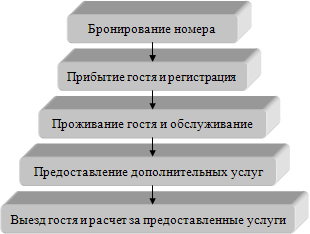 Бронирование номера
Прибытие гостя и регистрация
Проживание гостя и обслуживание
Предоставление дополнительных услуг
Выезд гостя и расчет за предоставленные услуги